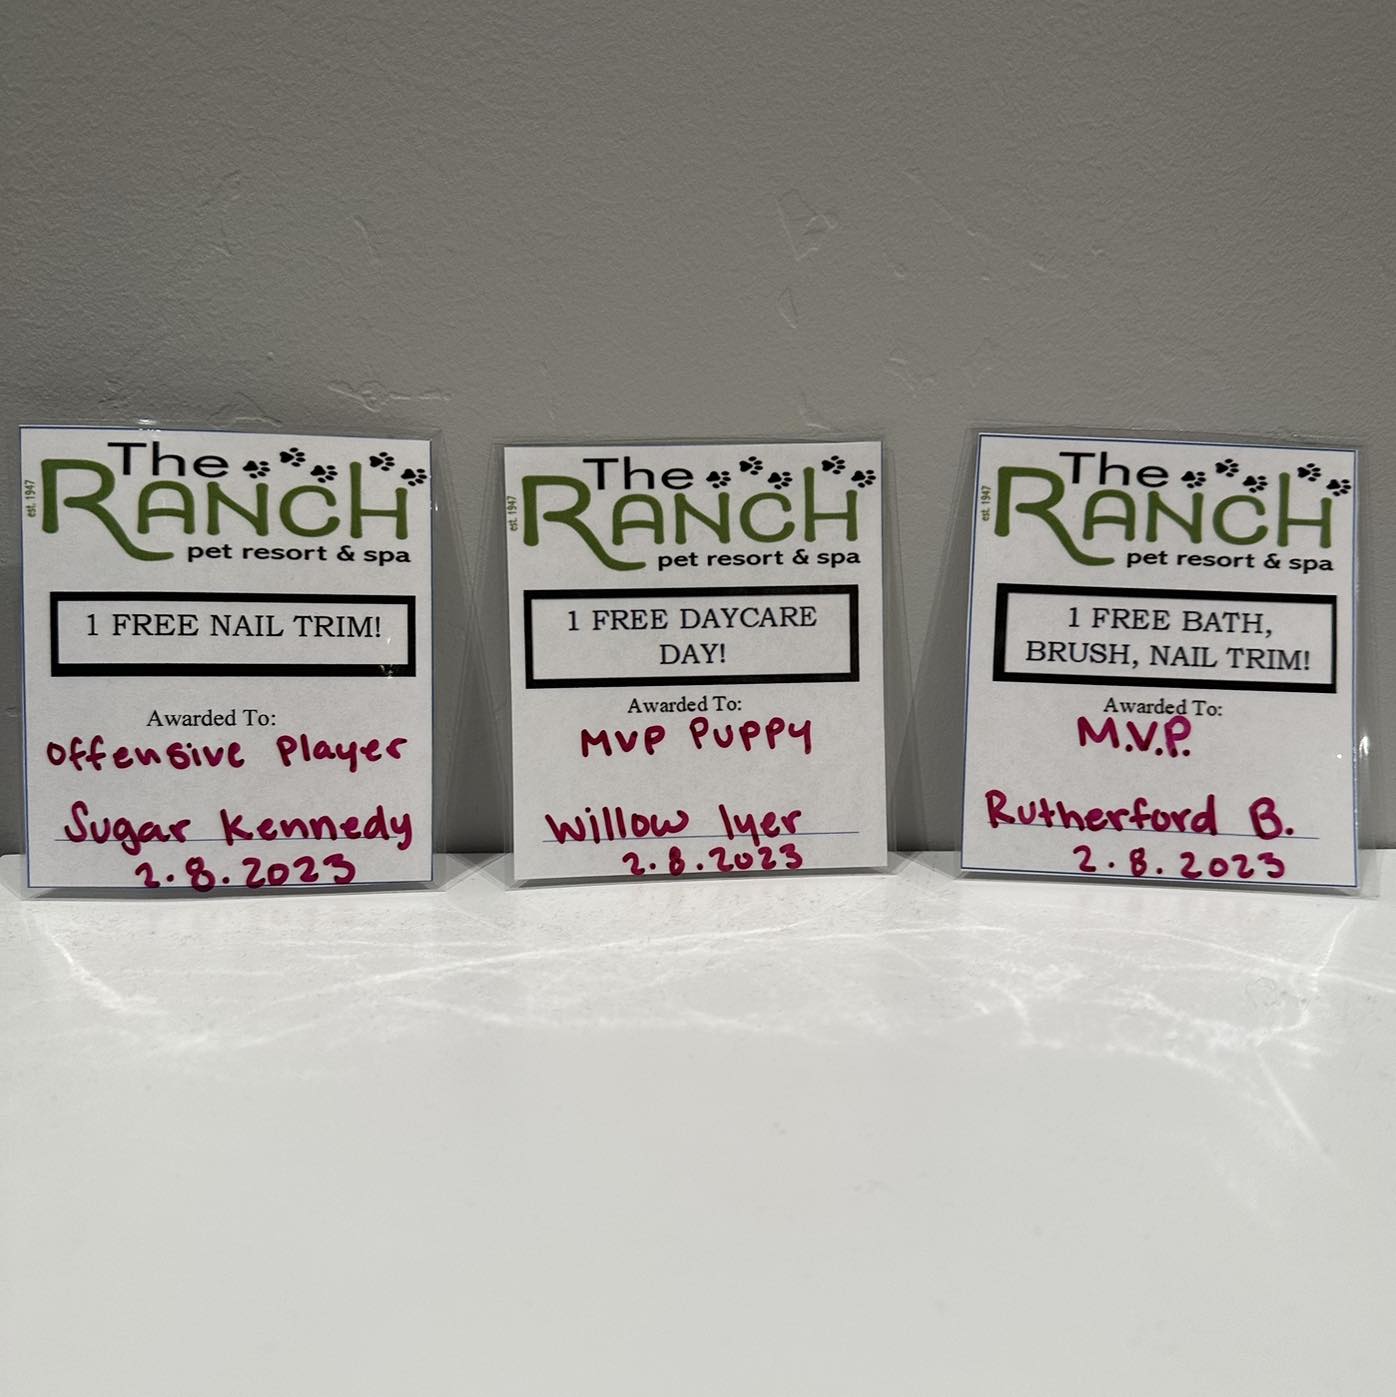 The
RANCH
est. 1947
pet resort & spa
1 FREE NAIL TRIM!
Awarded To:
Offensive Player
Sugar Kennedy
2.8.2023
The
RANCH
est. 1947
pet resort & spa
1 FREE DAYCARE
DAY!
Awarded To:
MVP Puppy
Willow Iyer
2.8.2023
The
RANCH
est. 1947
pet resort & spa
1 FREE BATH,
BRUSH, NAIL TRIM!
Awarded To:
M.V.P.
Rutherford B.
2.8.2023